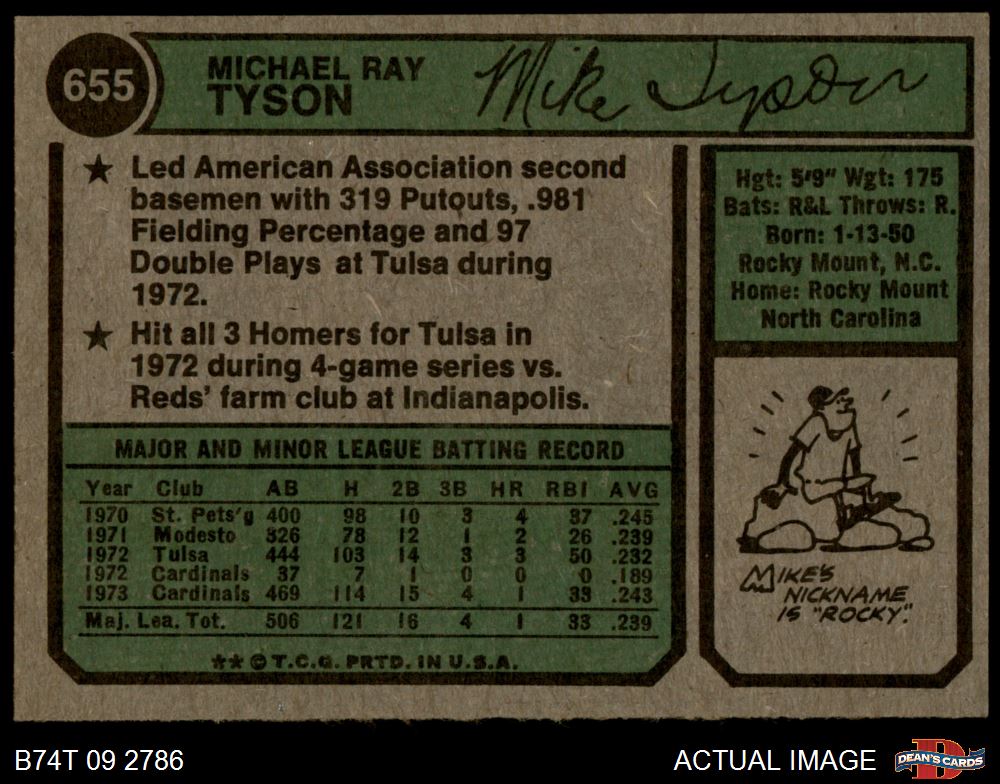 655
MICHAEL RAY
TYSON
Mike Tyson
★ Led American Association second
basemen with 319 Putouts, .981
Fielding Percentage and 97
Double Plays at Tulsa during
1972.
★ Hit all 3 Homers for Tulsa in
1972 during 4-game series vs.
Reds' farm club at Indianapolis.
Hgt: 5'9" Wgt: 175
Bats: R&L Throws: R.
Born: 1-13-50
Rocky Mount, N.C.
Home: Rocky Mount
North Carolina
MAJOR AND MINOR LEAGUE BATTING RECORD
Year Club AB H 2B 3B HR RBI AVG
1970 St. Pets'g 400 98 10 3 4 37 .245
1971 Modesto 326 78 12 1 2 26 .239
1972 Tulsa 444 103 14 3 3 50 .232
1972 Cardinals 37 7 1 0 0 0 .189
1973 Cardinals 469 114 15 4 1 33 .243
Maj. Lea. Tot. 506 121 16 4 1 33 .239
★★ © T.C.G. PRTD. IN U.S.A.
MIKE'S
NICKNAME
IS "ROCKY."
B74T 09 2786
ACTUAL IMAGE
D
DEAN'S CARDS